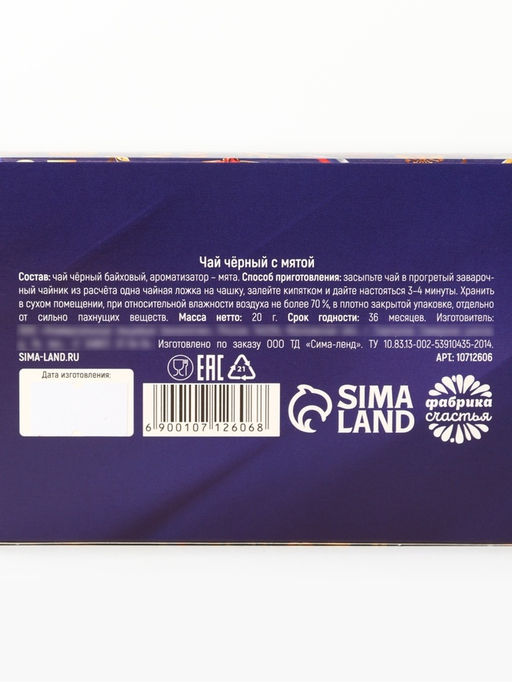 Чай чёрный с мятой
Состав: чай чёрный байховый, ароматизатор – мята. Способ приготовления: засыпьте чай в прогретый завароч-
ный чайник из расчёта одна чайная ложка на чашку, залейте кипятком и дайте настояться 3–4 минуты. Хранить
в сухом помещении, при относительной влажности воздуха не более 70 %, в плотно закрытой упаковке, отдельно
от сильно пахнущих веществ. Масса нетто: 20 г. Срок годности: 36 месяцев. Изготовитель:
Изготовлено по заказу ООО ТД «Сима-ленд». ТУ 10.83.13-002-53910435-2014.
SIMA-LAND.RU
АРТ: 10712606
Дата изготовления:
EAC
21
6 900107 126068
SIMA
LAND
фабрика
счастья